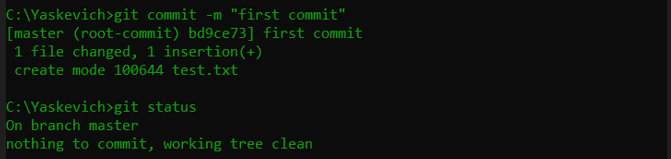 C:\Yaskevich>git commit -m "first commit"
[master (root-commit) bd9ce73] first commit
 1 file changed, 1 insertion(+)
 create mode 100644 test.txt

C:\Yaskevich>git status
On branch master
nothing to commit, working tree clean